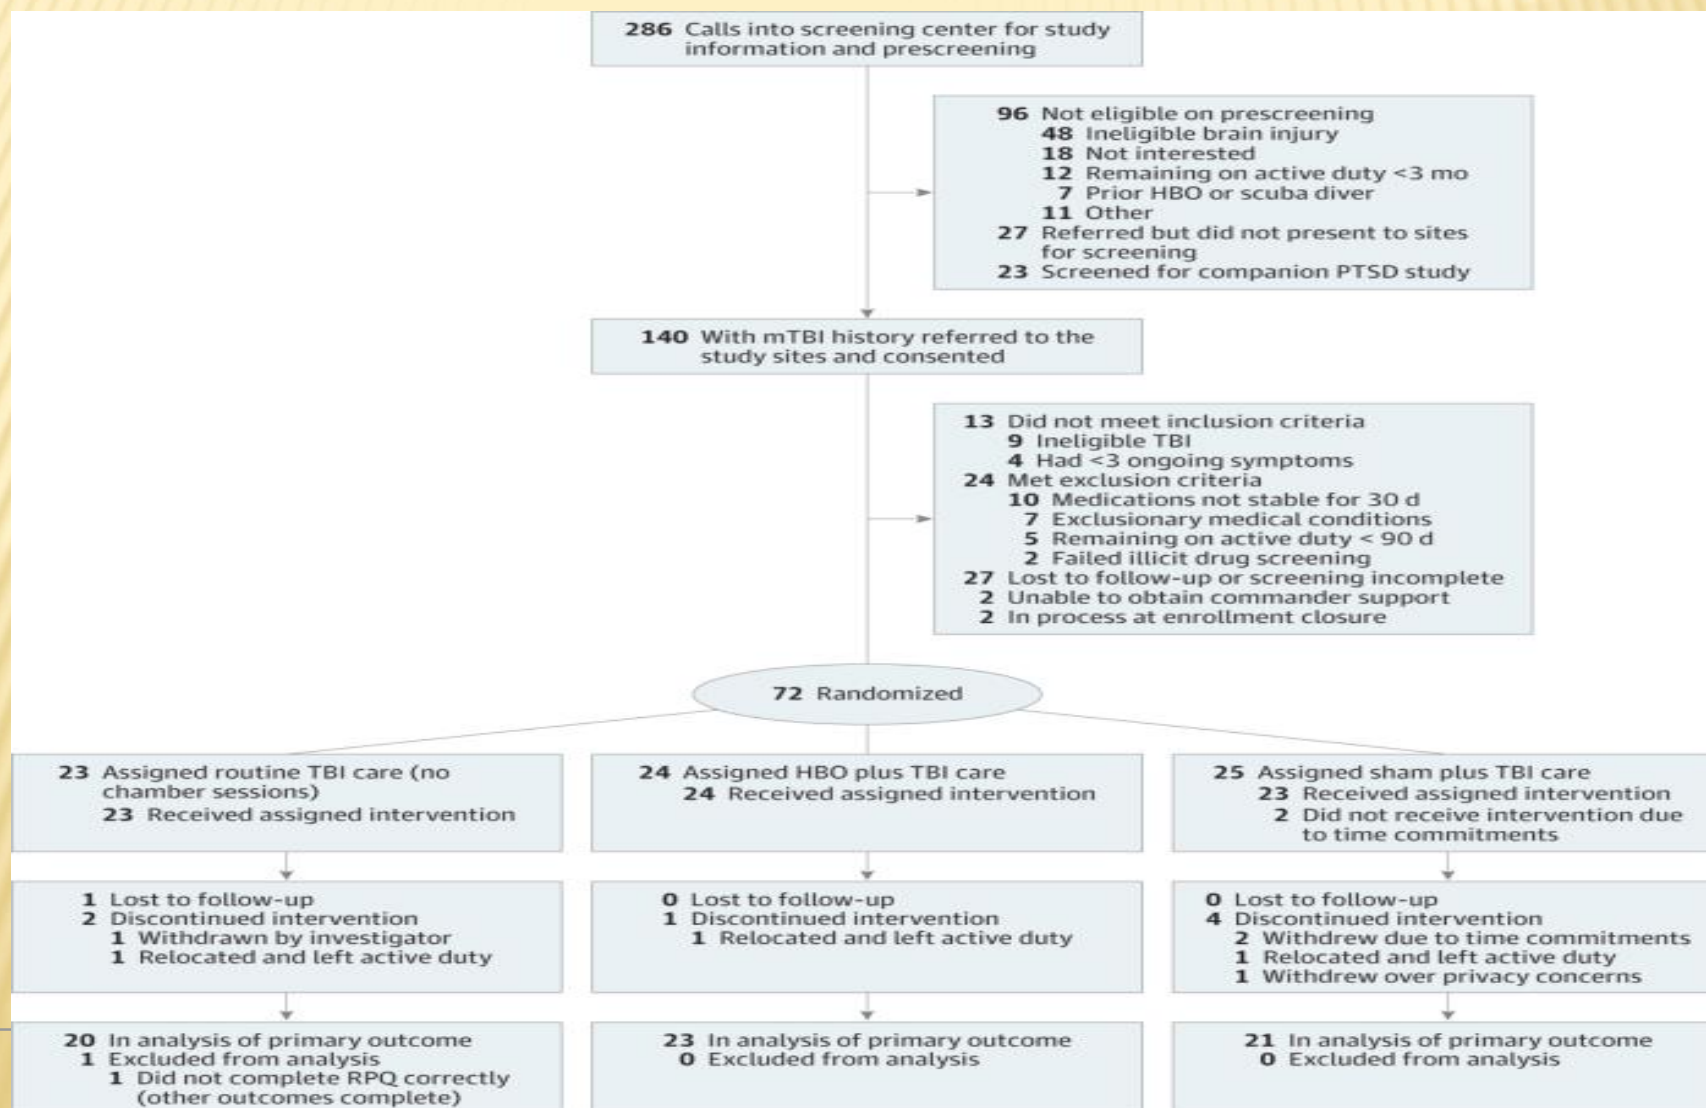 286 Calls into screening center for study
information and prescreening
96 Not eligible on prescreening
48 Ineligible brain injury
18 Not interested
12 Remaining on active duty <3 mo
7 Prior HBO or scuba diver
11 Other
27 Referred but did not present to sites
for screening
23 Screened for companion PTSD study
140 With mTBI history referred to the
study sites and consented
13 Did not meet inclusion criteria
9 Ineligible TBI
4 Had <3 ongoing symptoms
24 Met exclusion criteria
10 Medications not stable for 30 d
7 Exclusionary medical conditions
5 Remaining on active duty < 90 d
2 Failed illicit drug screening
27 Lost to follow-up or screening incomplete
2 Unable to obtain commander support
2 In process at enrollment closure
72 Randomized
23 Assigned routine TBI care (no
chamber sessions)
23 Received assigned intervention
24 Assigned HBO plus TBI care
24 Received assigned intervention
25 Assigned sham plus TBI care
23 Received assigned intervention
2 Did not receive intervention due
to time commitments
1 Lost to follow-up
2 Discontinued intervention
1 Withdrawn by investigator
1 Relocated and left active duty
0 Lost to follow-up
1 Discontinued intervention
1 Relocated and left active duty
0 Lost to follow-up
4 Discontinued intervention
2 Withdrew due to time commitments
1 Relocated and left active duty
1 Withdrew over privacy concerns
20 In analysis of primary outcome
1 Excluded from analysis
1 Did not complete RPQ correctly
(other outcomes complete)
23 In analysis of primary outcome
0 Excluded from analysis
21 In analysis of primary outcome
0 Excluded from analysis